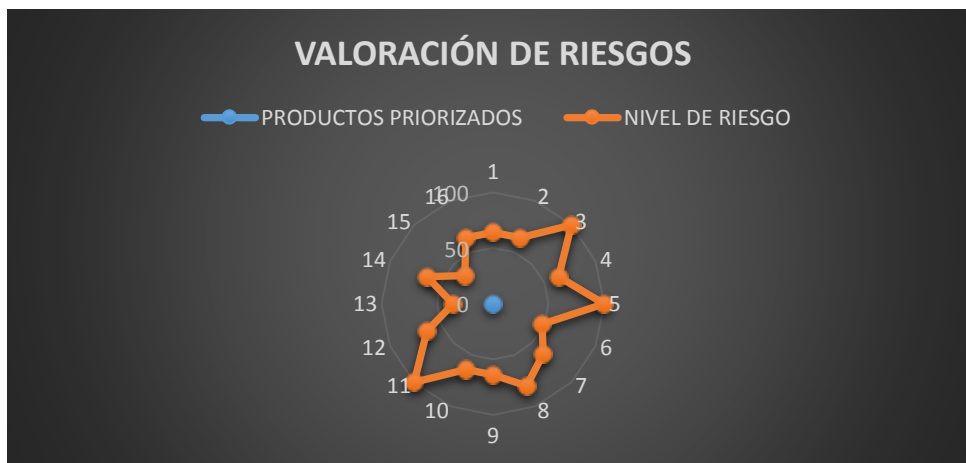 VALORACIÓN DE RIESGOS
PRODUCTOS PRIORIZADOS NIVEL DE RIESGO
1
100 16 2
15 3
50
14 4
13 0 5
12 6
11 7
10 8
9